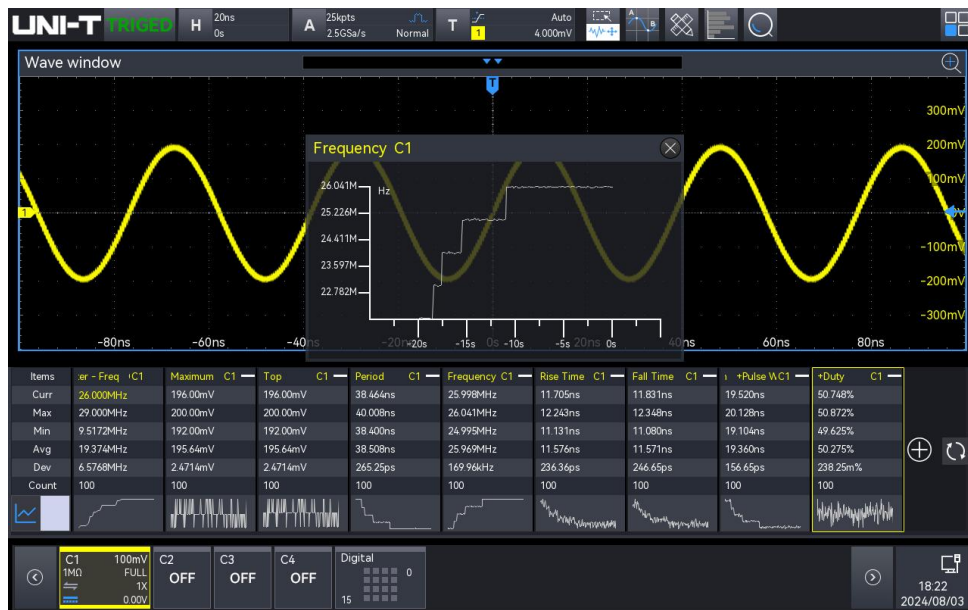 UNI-T TRIGED H 20ns 0s A 25kpts 2.5GSa/s Normal T 1 Auto 4.000mV A B
Wave window
T
300mV
200mV
100mV
0V
-100mV
-200mV
-300mV
1
-80ns -60ns -40ns -20ns 0s 20ns 40ns 60ns 80ns
Frequency C1
26.041M Hz
25.226M
24.411M
23.597M
22.782M
-20s -15s -10s -5s 0s
Items :er - Freq C1 Maximum C1 Top C1 Period C1 Frequency C1 Rise Time C1 Fall Time C1 +Pulse W C1 +Duty C1
Curr 26.000MHz 196.00mV 196.00mV 38.464ns 25.998MHz 11.705ns 11.831ns 19.520ns 50.748%
Max 29.000MHz 200.00mV 200.00mV 40.008ns 26.041MHz 12.243ns 12.348ns 20.128ns 50.872%
Min 9.5172MHz 192.00mV 192.00mV 38.400ns 24.995MHz 11.131ns 11.080ns 19.104ns 49.625%
Avg 19.374MHz 195.64mV 195.64mV 38.508ns 25.969MHz 11.576ns 11.571ns 19.360ns 50.275%
Dev 6.5768MHz 2.4714mV 2.4714mV 265.25ps 169.96kHz 236.36ps 246.65ps 156.65ps 238.25m%
Count 100 100 100 100 100 100 100 100 100
C1 100mV
1MΩ FULL
1X
0.00V
C2 OFF
C3 OFF
C4 OFF
Digital
0
15
18:22
2024/08/03